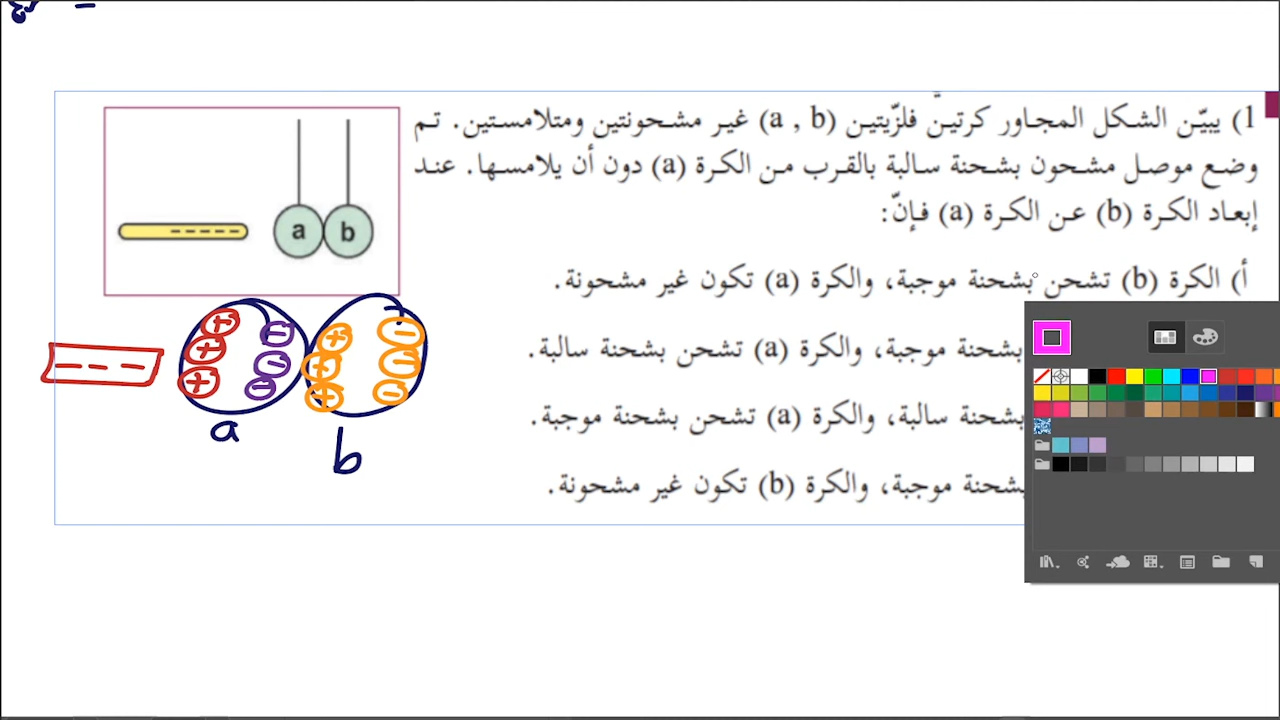 1) يبيّن الشكل المجاور كرتينّ فلزّيتين (a , b) غير مشحونتين ومتلامستين. تم
وضع موصل مشحون بشحنة سالبة بالقرب من الكرة (a) دون أن يلامسها. عند
إبعاد الكرة (b) عن الكرة (a) فإنّ:
a b
أ) الكرة (b) تشحن بشحنة موجبة، والكرة (a) تكون غير مشحونة.
بشحنة موجبة، والكرة (a) تشحن بشحنة سالبة.
بشحنة سالبة، والكرة (a) تشحن بشحنة موجبة.
بشحنة موجبة، والكرة (b) تكون غير مشحونة.
a
b